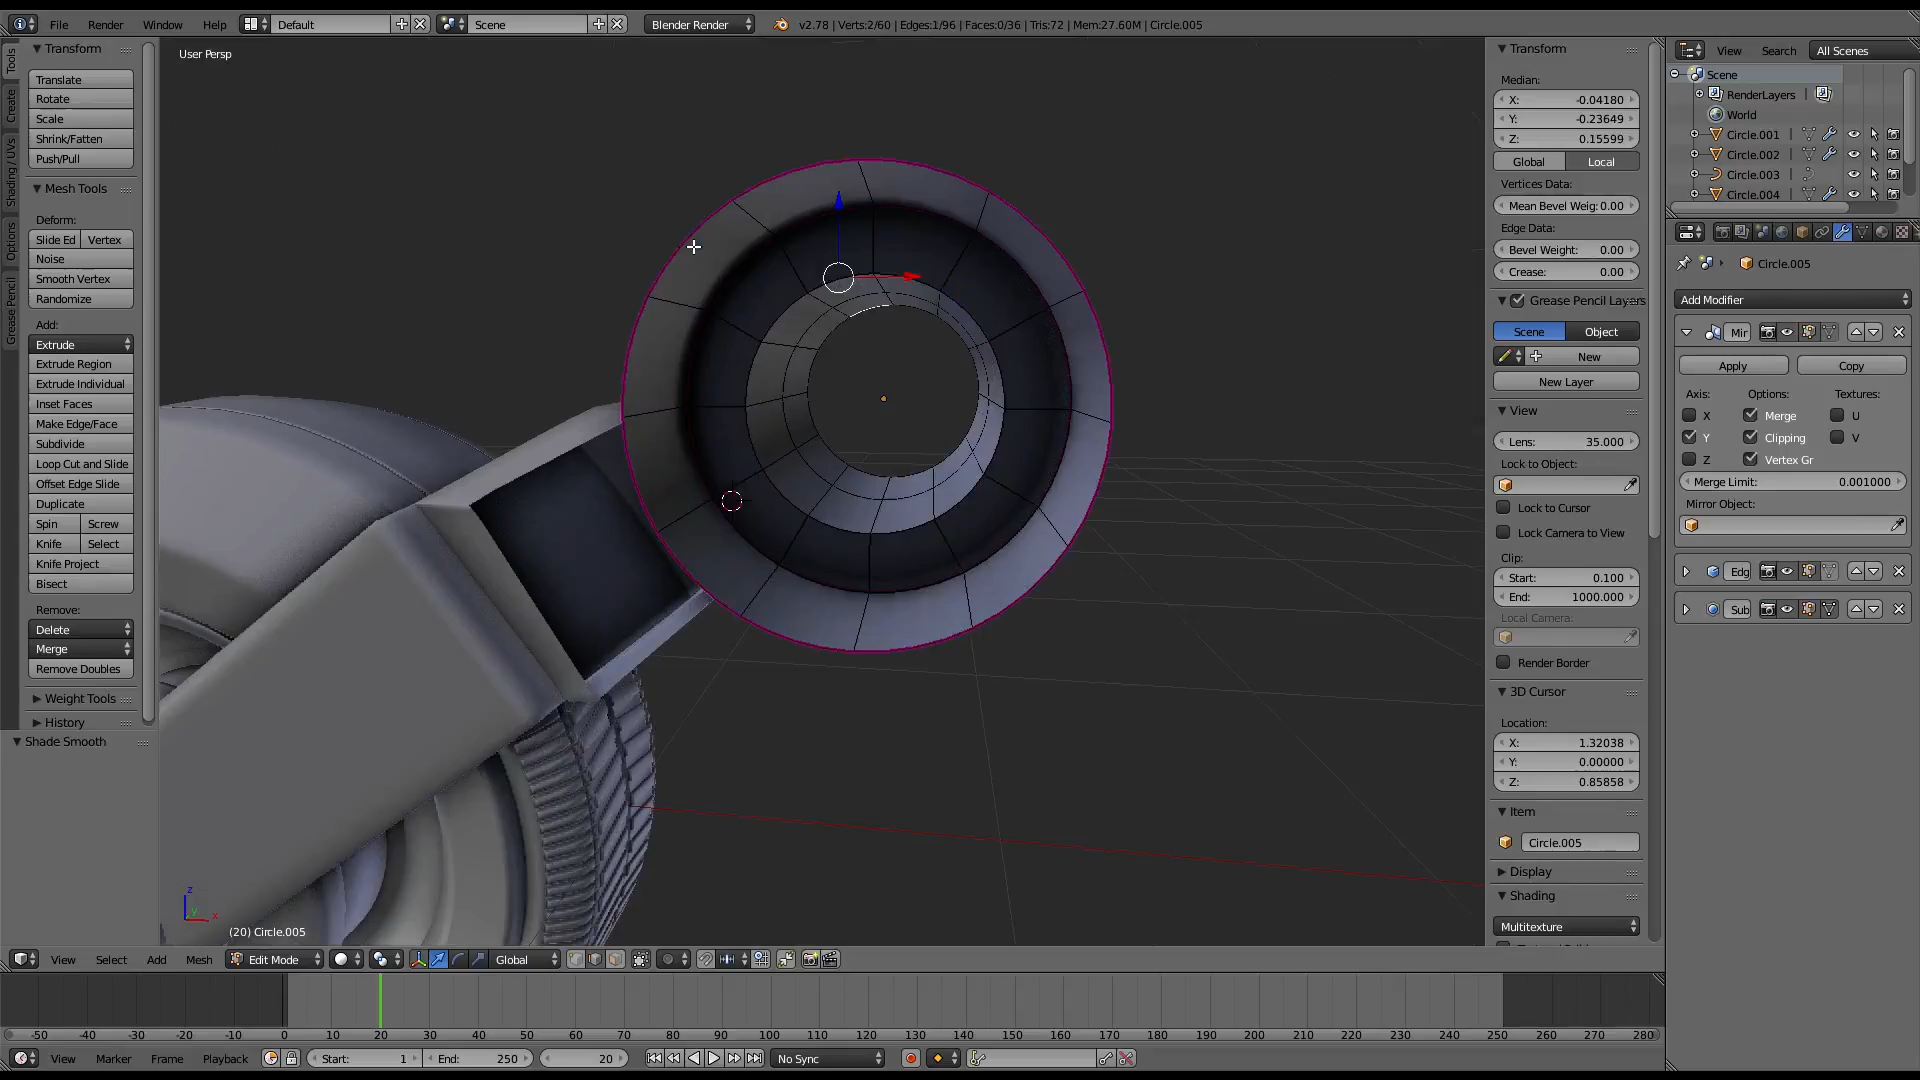 File Render Window Help Default Scene Blender Render v2.78 | Verts:2/60 | Edges:1/96 | Faces:0/36 | Tris:72 | Mem:27.60M | Circle.005
Tools
Create
Shading / UVs
Options
Grease Pencil
Transform
Translate
Rotate
Scale
Shrink/Fatten
Push/Pull
Mesh Tools
Deform:
Slide Ed Vertex
Noise
Smooth Vertex
Randomize
Add:
Extrude
Extrude Region
Extrude Individual
Inset Faces
Make Edge/Face
Subdivide
Loop Cut and Slide
Offset Edge Slide
Duplicate
Spin Screw
Knife Select
Knife Project
Bisect
Remove:
Delete
Merge
Remove Doubles
Weight Tools
History
Shade Smooth
User Persp
z
y x
(20) Circle.005
Transform
Median:
X: -0.04180
Y: -0.23649
Z: 0.15599
Global Local
Vertices Data:
Mean Bevel Weig: 0.00
Edge Data:
Bevel Weight: 0.00
Crease: 0.00
Grease Pencil Layers
Scene Object
New
New Layer
View
Lens: 35.000
Lock to Object:
Lock to Cursor
Lock Camera to View
Clip:
Start: 0.100
End: 1000.000
Local Camera:
Render Border
3D Cursor
Location:
X: 1.32038
Y: 0.00000
Z: 0.85858
Item
Circle.005
Display
Shading
Multitexture
View Search All Scenes
Scene
RenderLayers
World
Circle.001
Circle.002
Circle.003
Circle.004
Circle.005
Add Modifier
Mir
Apply Copy
Axis: Options: Textures:
X Merge U
Y Clipping V
Z Vertex Gr
Merge Limit: 0.001000
Mirror Object:
Edg
Sub
View Select Add Mesh Edit Mode Global
-50 -40 -30 -20 -10 0 10 20 30 40 50 60 70 80 90 100 110 120 130 140 150 160 170 180 190 200 210 220 230 240 250 260 270 280
View Marker Frame Playback Start: 1 End: 250 20 No Sync